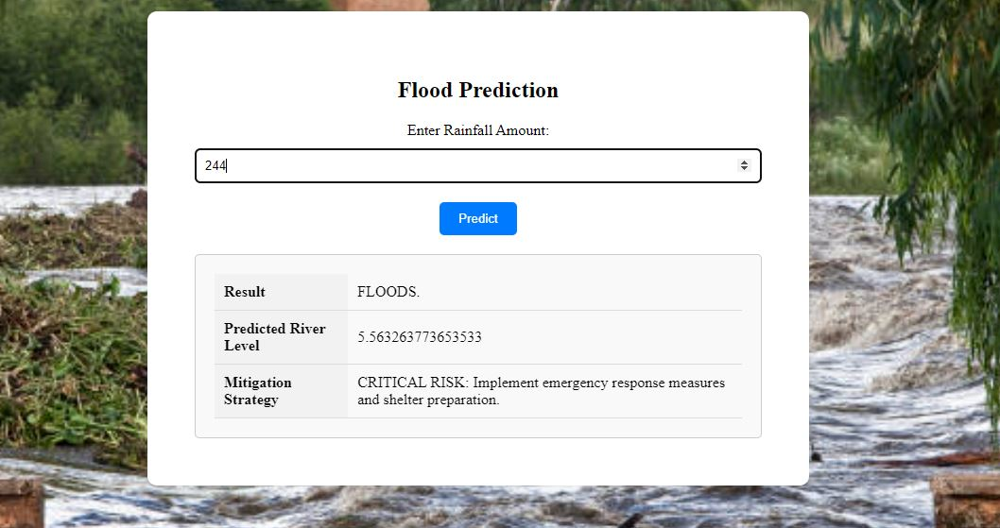 Flood Prediction
Enter Rainfall Amount:
244
Predict
Result FLOODS.
Predicted River
Level 5.563263773653533
Mitigation
Strategy
CRITICAL RISK: Implement emergency response measures
and shelter preparation.